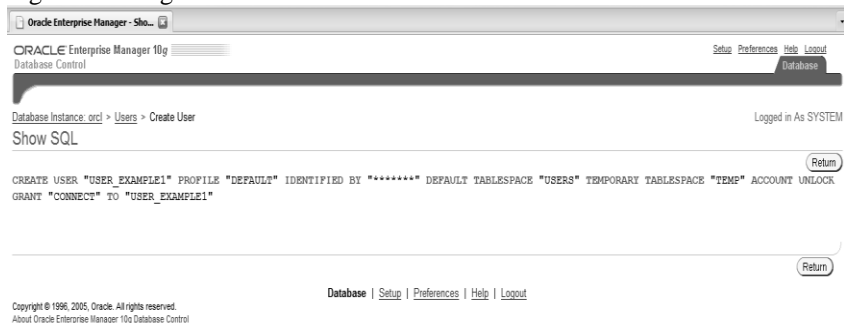 Oracle Enterprise Manager - Sho...
ORACLE Enterprise Manager 10g
Database Control
Setup Preferences Help Logout
Database
Database Instance: orcl > Users > Create User
Logged in As SYSTEM
Show SQL
Return
CREATE USER "USER_EXAMPLE1" PROFILE "DEFAULT" IDENTIFIED BY "*******" DEFAULT TABLESPACE "USERS" TEMPORARY TABLESPACE "TEMP" ACCOUNT UNLOCK
GRANT "CONNECT" TO "USER_EXAMPLE1"
Return
Database | Setup | Preferences | Help | Logout
Copyright © 1996, 2005, Oracle. All rights reserved.
About Oracle Enterprise Manager 10g Database Control